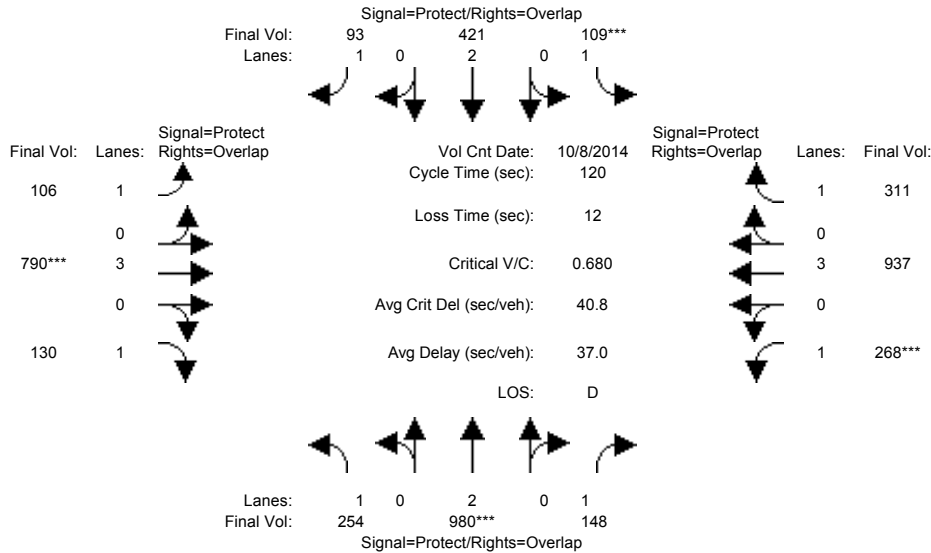 Signal=Protect/Rights=Overlap
Final Vol: 93 421 109***
Lanes: 1 0 2 0 1
Signal=Protect Signal=Protect
Final Vol: Lanes: Rights=Overlap Vol Cnt Date: 10/8/2014 Rights=Overlap Lanes: Final Vol:
Cycle Time (sec): 120
106 1 1 311
Loss Time (sec): 12
0 0
790*** 3 Critical V/C: 0.680 3 937
0 Avg Crit Del (sec/veh): 40.8 0
130 1 Avg Delay (sec/veh): 37.0 1 268***
LOS: D
Lanes: 1 0 2 0 1
Final Vol: 254 980*** 148
Signal=Protect/Rights=Overlap